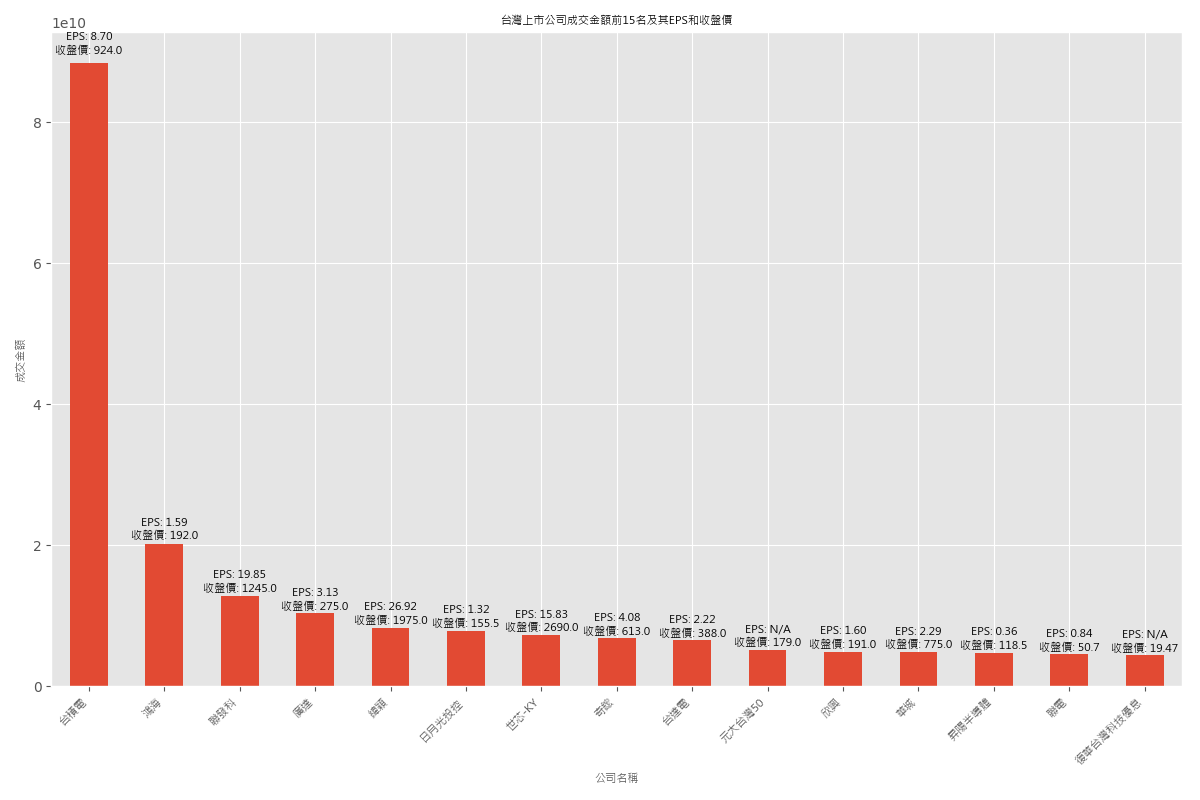 台灣上市公司成交金額前15名及其EPS和收盤價
1e10
EPS: 8.70
收盤價: 924.0
EPS: 1.59
收盤價: 192.0
EPS: 19.85
收盤價: 1245.0
EPS: 3.13
收盤價: 275.0
EPS: 26.92
收盤價: 1975.0
EPS: 1.32
收盤價: 155.5
EPS: 15.83
收盤價: 2690.0
EPS: 4.08
收盤價: 613.0
EPS: 2.22
收盤價: 388.0
EPS: N/A
收盤價: 179.0
EPS: 1.60
收盤價: 191.0
EPS: 2.29
收盤價: 775.0
EPS: 0.36
收盤價: 118.5
EPS: 0.84
收盤價: 50.7
EPS: N/A
收盤價: 19.47
8
6
4
2
0
成交金額
台積電
鴻海
聯發科
廣達
緯穎
日月光投控
世芯-KY
奇鋐
台達電
元大台灣50
欣興
華城
昇陽半導體
聯電
復華台灣科技優息
公司名稱